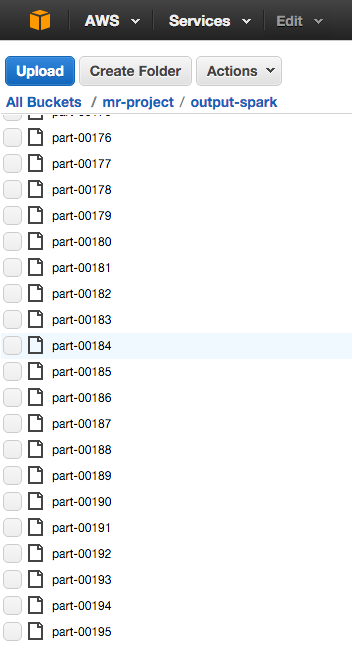 AWS Services Edit
Upload Create Folder Actions
All Buckets / mr-project / output-spark
part-00176
part-00177
part-00178
part-00179
part-00180
part-00181
part-00182
part-00183
part-00184
part-00185
part-00186
part-00187
part-00188
part-00189
part-00190
part-00191
part-00192
part-00193
part-00194
part-00195